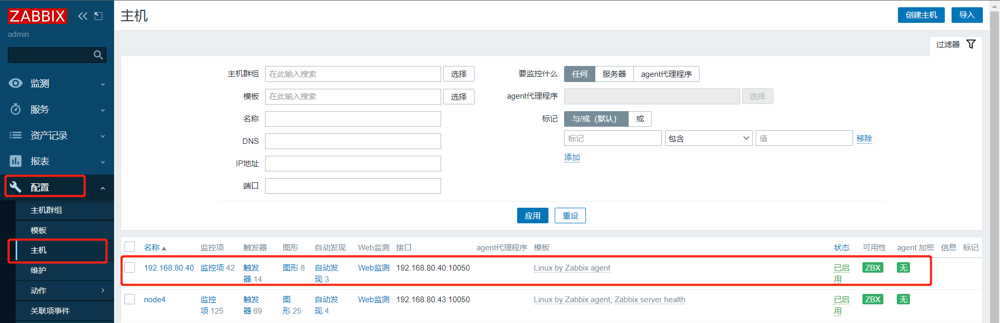 ZABBIX
admin
监测
服务
资产记录
报表
配置
主机群组
模板
主机
维护
动作
关联项事件
主机
创建主机 导入
过滤器
主机群组 在此输入搜索 选择
模板 在此输入搜索 选择
名称
DNS
IP地址
端口
要监控什么 任何 服务器 agent代理程序
agent代理程序 选择
标记 与/或（默认） 或
标记 包含 值 移除
添加
应用 重设
名称 监控项 触发器 图形 自动发现 Web监测 接口 agent代理程序 模板 状态 可用性 agent 加密 信息 标记
192.168.80.40 监控项 42 触发 图形 8 自动发 Web监测 192.168.80.40:10050 Linux by Zabbix agent 已启 ZBX 无
器 14 现 3 用
node4 监控 触发 图 自动发 Web监测 192.168.80.43:10050 Linux by Zabbix agent, Zabbix server health 已启 ZBX 无
项 125 器 69 形 25 现 4 用